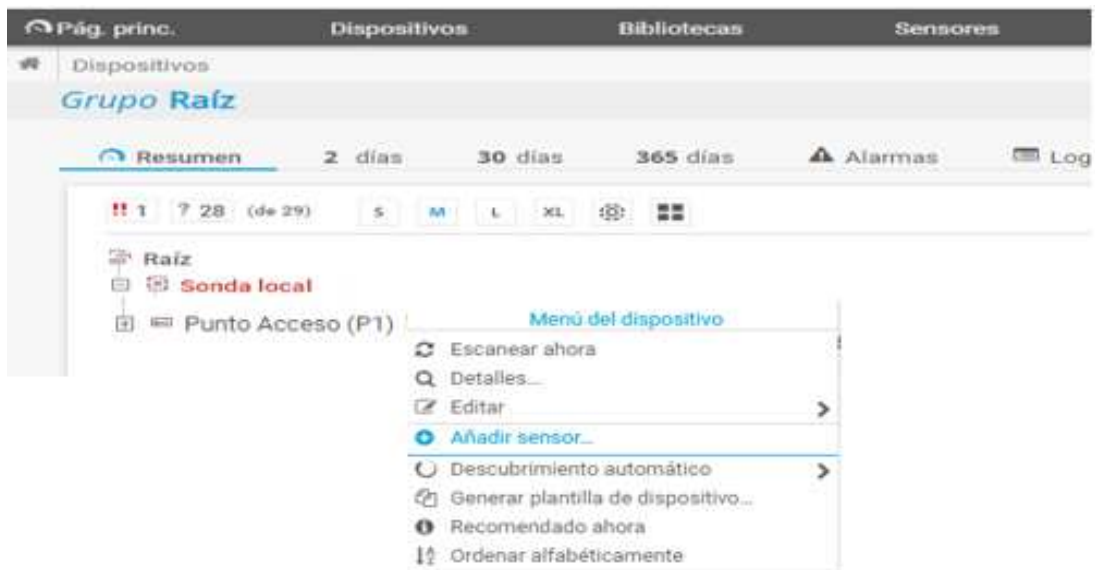 Pág. princ. Dispositivos Bibliotecas Sensores
Dispositivos
Grupo Raíz
Resumen 2 días 30 días 365 días Alarmas Log
!! 1 ? 28 (de 29) S M L XL
Raíz
Sonda local
Punto Acceso (P1)
Menú del dispositivo
Escanear ahora
Detalles...
Editar
Añadir sensor...
Descubrimiento automático
Generar plantilla de dispositivo...
Recomendado ahora
Ordenar alfabéticamente